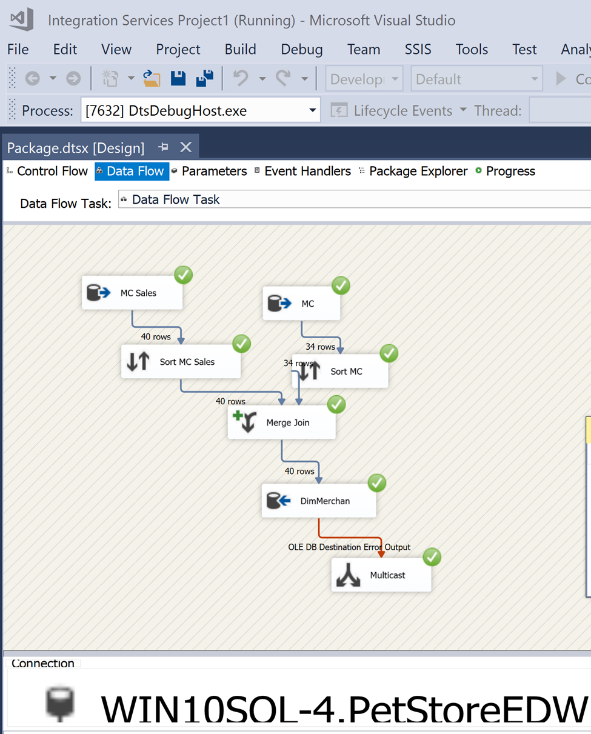 Integration Services Project1 (Running) - Microsoft Visual Studio
File Edit View Project Build Debug Team SSIS Tools Test Analy
Develop Default Co
Process: [7632] DtsDebugHost.exe Lifecycle Events Thread:
Package.dtsx [Design]
Control Flow Data Flow Parameters Event Handlers Package Explorer Progress
Data Flow Task: Data Flow Task
MC Sales
MC
40 rows
34 rows
Sort MC Sales
34 rows
Sort MC
40 rows
Merge Join
40 rows
DimMerchan
OLE DB Destination Error Output
Multicast
Connection
WIN10SOL-4.PetStoreEDW